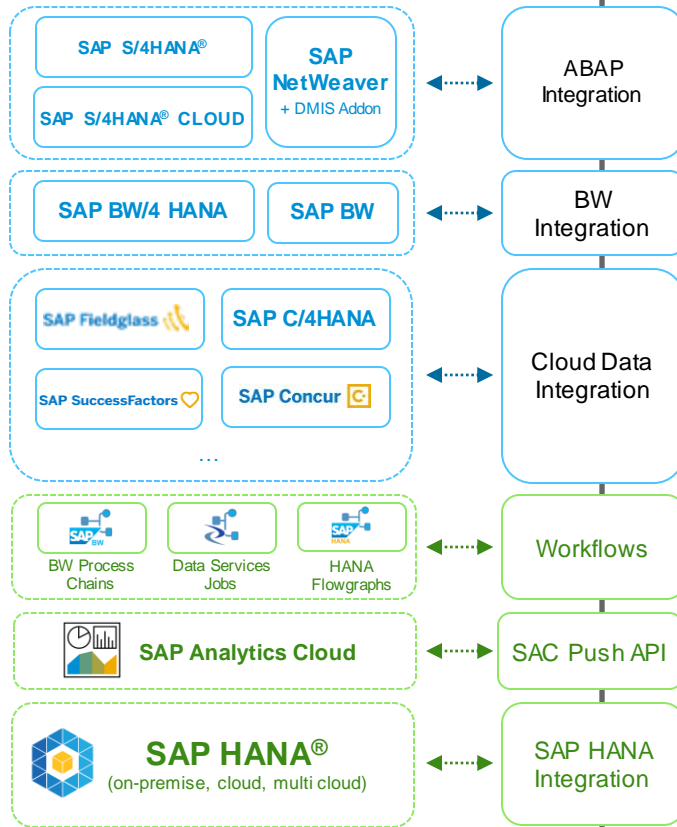 SAP S/4HANA®
SAP S/4HANA® CLOUD
SAP
NetWeaver
+ DMIS Addon
ABAP
Integration
SAP BW/4 HANA
SAP BW
BW
Integration
SAP Fieldglass
SAP C/4HANA
SAP SuccessFactors
SAP Concur
...
Cloud Data
Integration
SAP
BW
SAP
HANA
BW Process
Chains
Data Services
Jobs
HANA
Flowgraphs
Workflows
SAP Analytics Cloud
SAC Push API
SAP HANA®
(on-premise, cloud, multi cloud)
SAP HANA
Integration